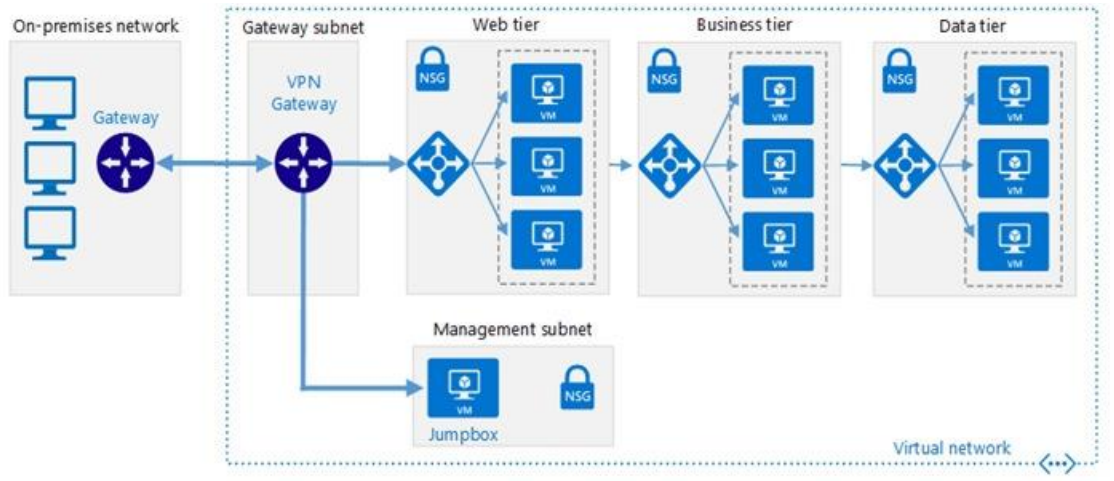 On-premises network
Gateway subnet
Web tier
Business tier
Data tier
Gateway
VPN
Gateway
NSG
VM
VM
VM
NSG
VM
VM
VM
NSG
VM
VM
VM
Management subnet
VM
NSG
Jumpbox
Virtual network